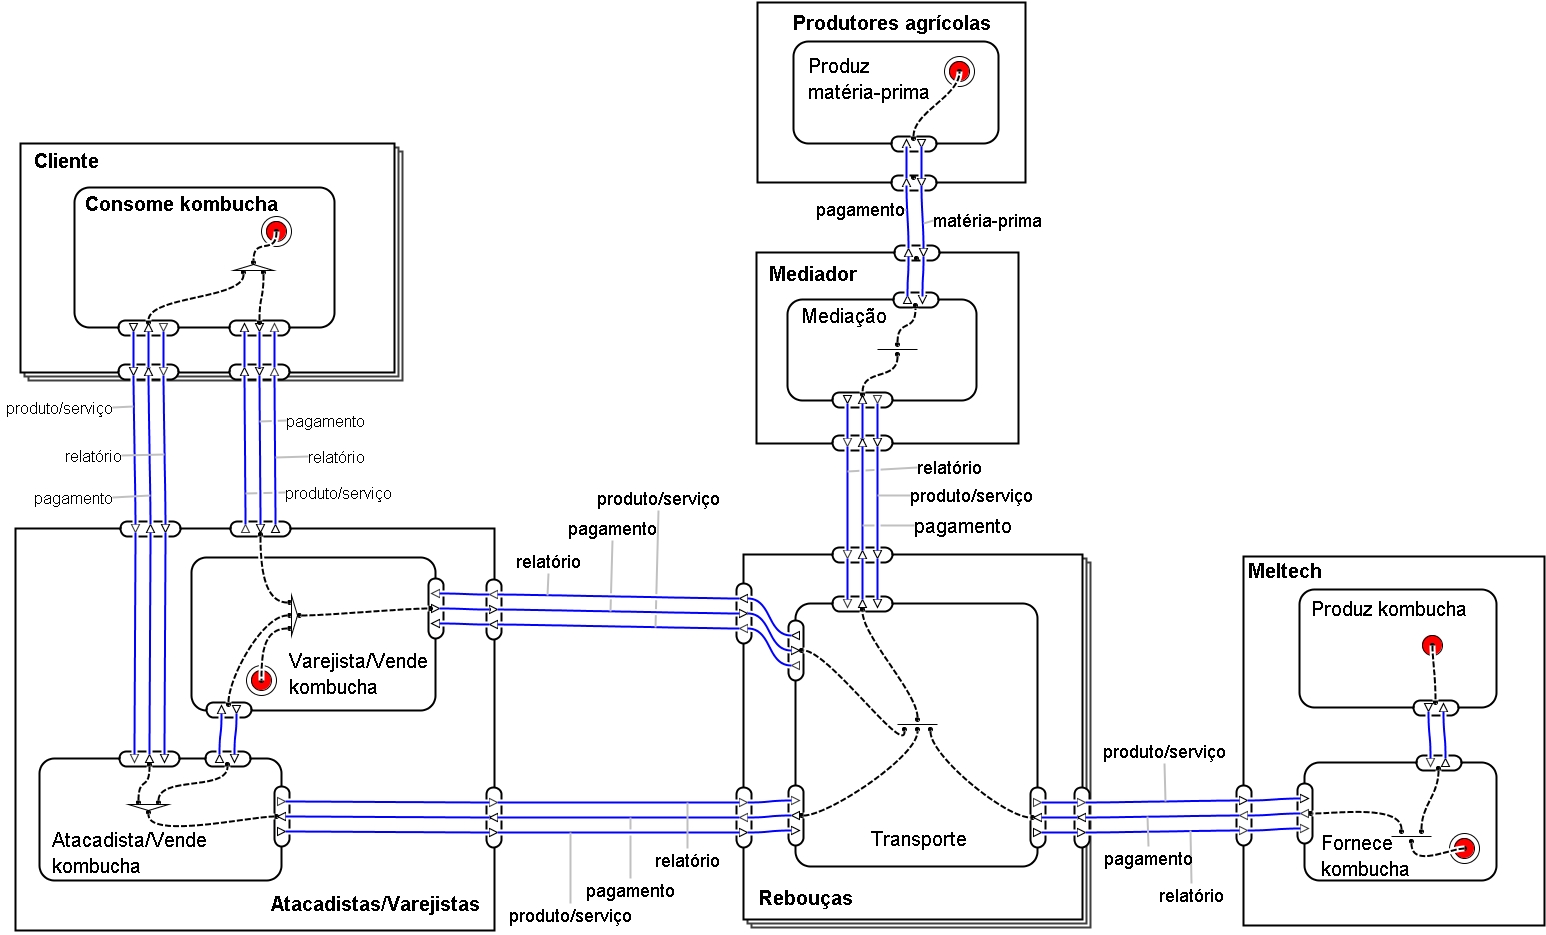 Produtores agrícolas
Produz
matéria-prima
pagamento
matéria-prima
Cliente
Consome kombucha
Mediador
Mediação
produto/serviço
pagamento
relatório
relatório
pagamento
produto/serviço
relatório
produto/serviço
pagamento
produto/serviço
pagamento
relatório
Meltech
Produz kombucha
Varejista/Vende
kombucha
produto/serviço
Atacadista/Vende
kombucha
Transporte
Fornece
kombucha
relatório
pagamento
produto/serviço
pagamento
relatório
Atacadistas/Varejistas
Rebouças